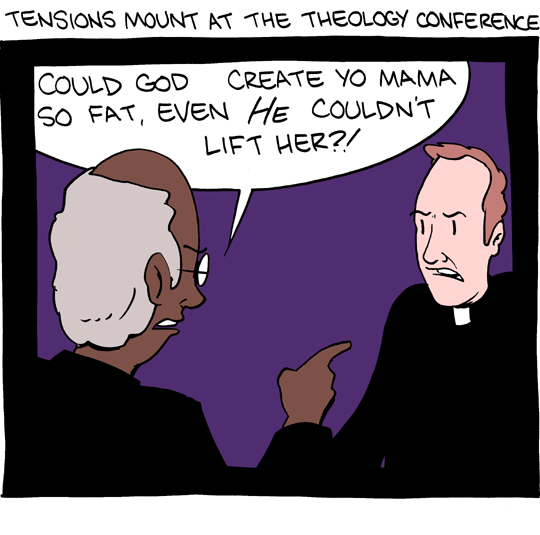 TENSIONS MOUNT AT THE THEOLOGY CONFERENCE
COULD GOD CREATE YO MAMA
SO FAT, EVEN HE COULDN'T
LIFT HER?!